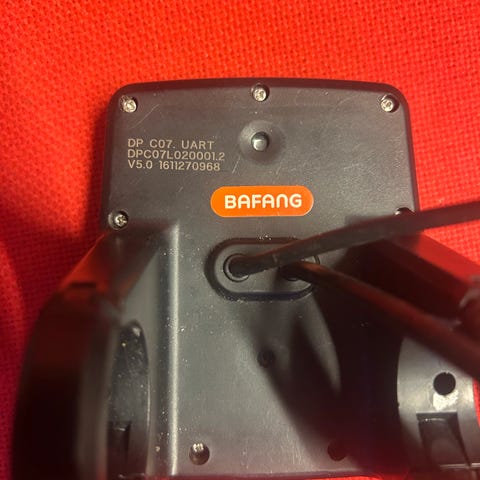 DP C07. UART
DPC07L020001.2
V5.0 1611270968
BAFANG